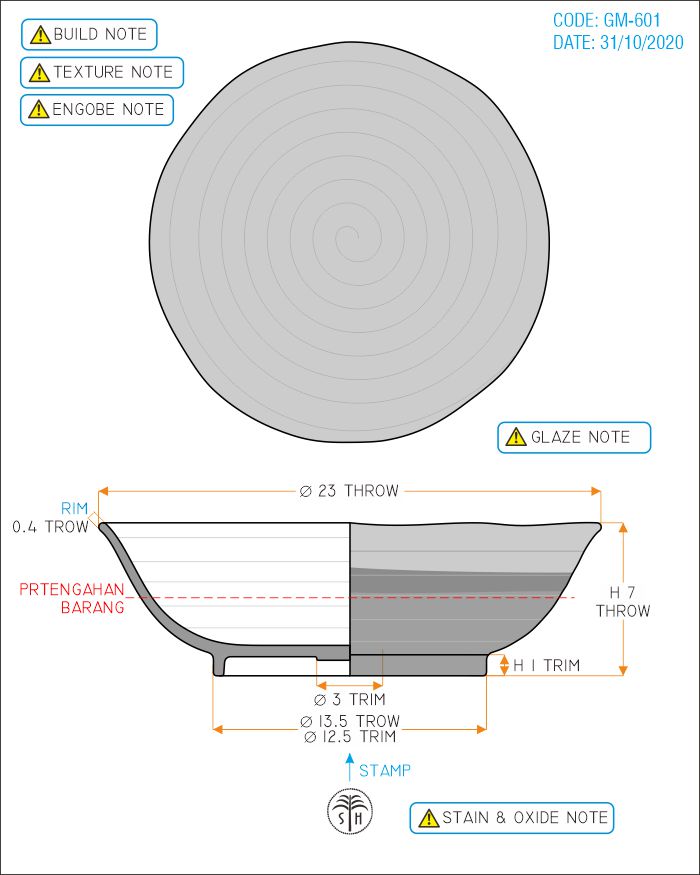 CODE: GM-601
DATE: 31/10/2020
BUILD NOTE
TEXTURE NOTE
ENGOBE NOTE
GLAZE NOTE
Ø 23 THROW
RIM
0.4 TROW
PRTENGAHAN
BARANG
H 7
THROW
H 1 TRIM
Ø 3 TRIM
Ø 13.5 TROW
Ø 12.5 TRIM
STAMP
S H
STAIN & OXIDE NOTE